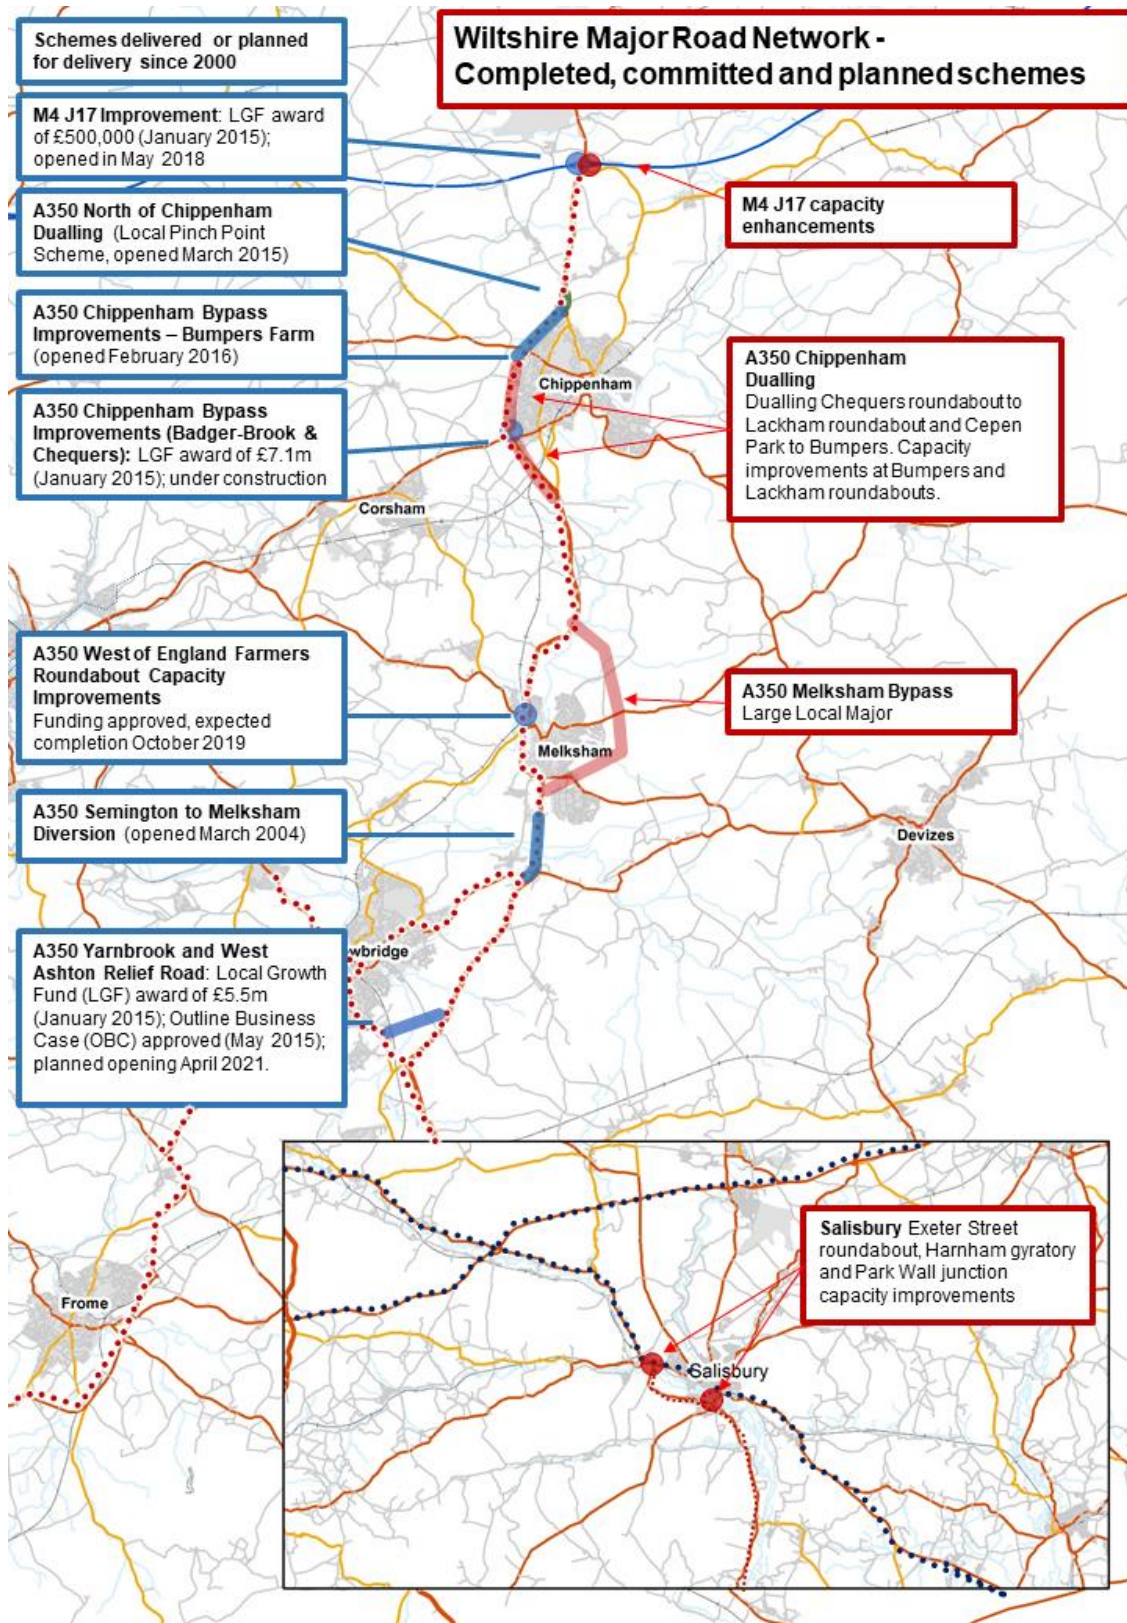 Wiltshire Major Road Network -
Completed, committed and planned schemes
Schemes delivered or planned
for delivery since 2000
M4 J17 Improvement: LGF award
of £500,000 (January 2015);
opened in May 2018
A350 North of Chippenham
Dualling (Local Pinch Point
Scheme, opened March 2015)
A350 Chippenham Bypass
Improvements – Bumpers Farm
(opened February 2016)
A350 Chippenham Bypass
Improvements (Badger-Brook &
Chequers): LGF award of £7.1m
(January 2015); under construction
A350 West of England Farmers
Roundabout Capacity
Improvements
Funding approved, expected
completion October 2019
A350 Semington to Melksham
Diversion (opened March 2004)
A350 Yarnbrook and West
Ashton Relief Road: Local Growth
Fund (LGF) award of £5.5m
(January 2015); Outline Business
Case (OBC) approved (May 2015);
planned opening April 2021.
M4 J17 capacity
enhancements
A350 Chippenham
Dualling
Dualling Chequers roundabout to
Lackham roundabout and Cepen
Park to Bumpers. Capacity
improvements at Bumpers and
Lackham roundabouts.
A350 Melksham Bypass
Large Local Major
Salisbury Exeter Street
roundabout, Harnham gyratory
and Park Wall junction
capacity improvements
Chippenham
Corsham
Melksham
Devizes
wbridge
Frome
Salisbury